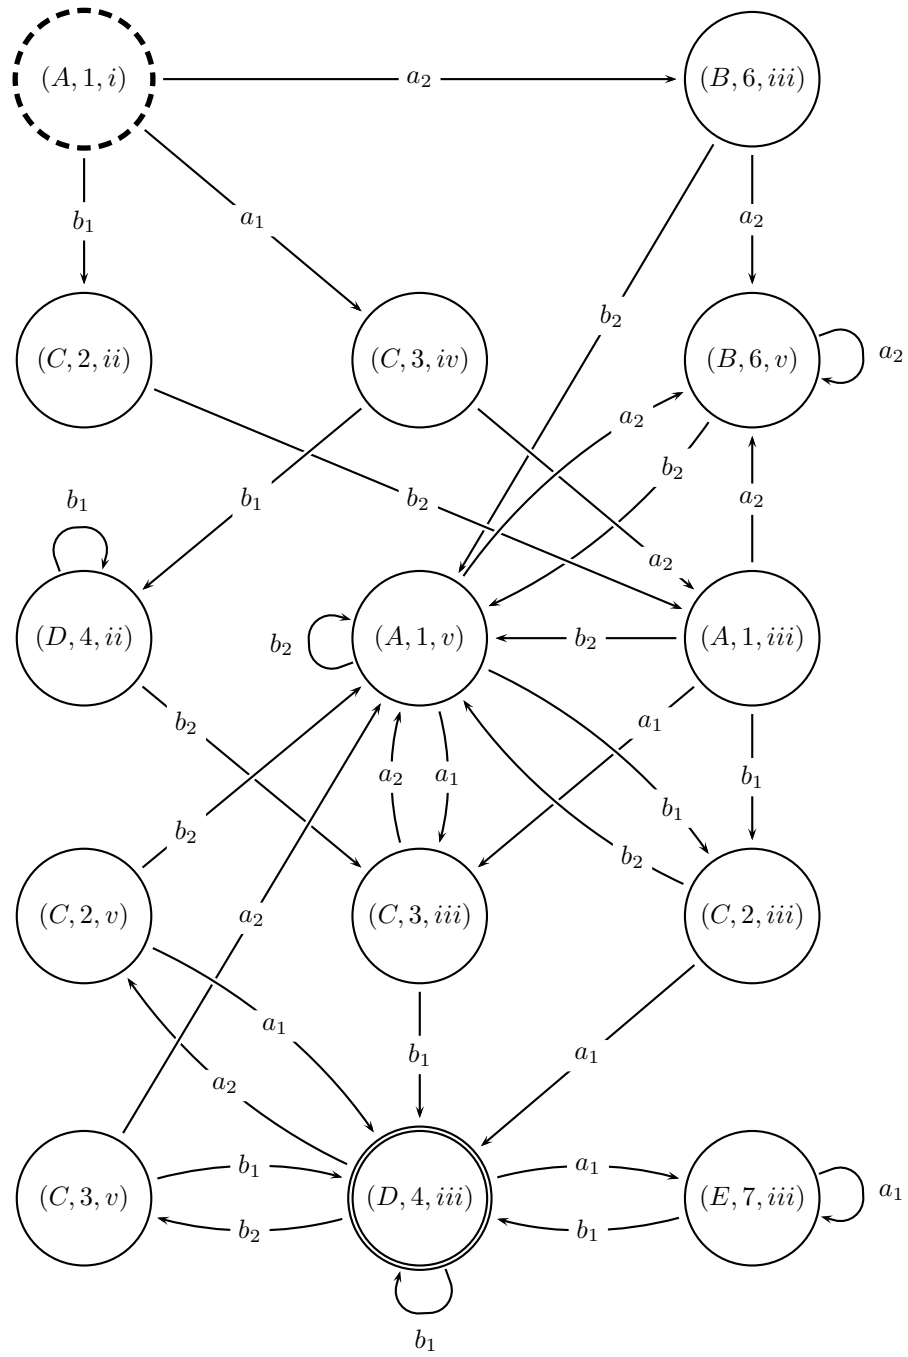 (A, 1, i)
a₂
(B, 6, iii)
b₁
a₁
a₂
b₂
(C, 2, ii)
(C, 3, iv)
(B, 6, v)
a₂
a₂
b₂
b₁
b₁
b₂
a₂
a₂
(D, 4, ii)
b₂
(A, 1, v)
b₂
(A, 1, iii)
b₂
a₁
a₂
a₁
b₁
b₁
b₂
b₂
(C, 2, v)
a₂
(C, 3, iii)
(C, 2, iii)
a₁
b₁
a₁
a₂
(C, 3, v)
b₁
b₂
(D, 4, iii)
a₁
b₁
(E, 7, iii)
a₁
b₁